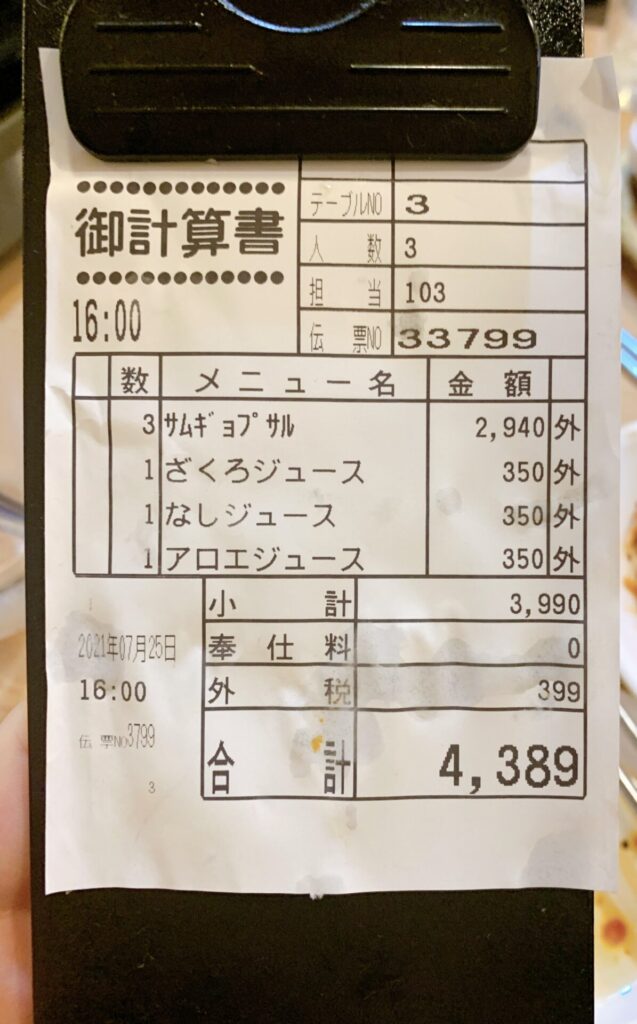 御計算書
16:00
テーブルNO 3
人数 3
担当 103
伝票NO 33799
数 メニュー名 金額
3 ｻﾑｷﾞｮﾌﾟｻﾙ 2,940 外
1 ざくろジュース 350 外
1 なしジュース 350 外
1 アロエジュース 350 外
小計 3,990
奉仕料 0
外税 399
合計 4,389
2021年07月25日
16:00
伝票NO3799
3